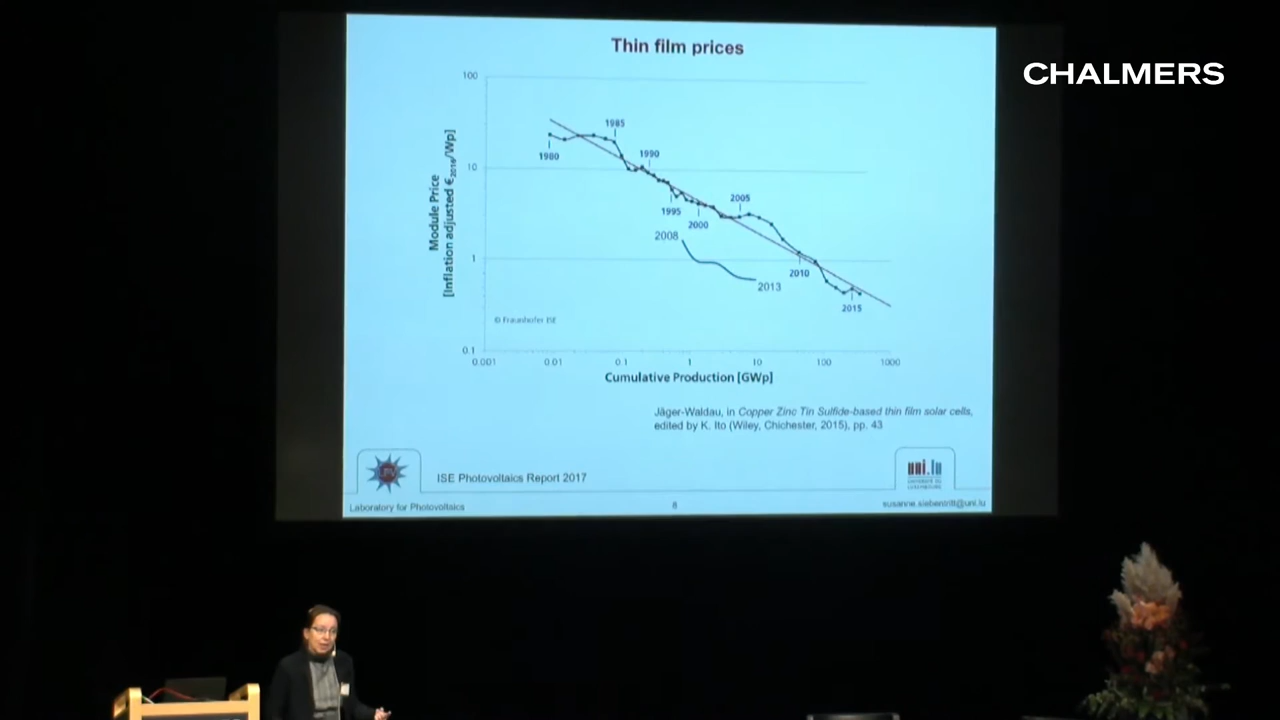 Thin film prices
CHALMERS
Module Price
[Inflation adjusted €2016/Wp]
100
10
1
0.1
1980
1985
1990
1995
2000
2005
2008
2010
2013
2015
© Fraunhofer ISE
0.001 0.01 0.1 1 10 100 1000
Cumulative Production [GWp]
Jäger-Waldau, in Copper Zinc Tin Sulfide-based thin film solar cells,
edited by K. Ito (Wiley, Chichester, 2015), pp. 43
ISE Photovoltaics Report 2017
uni.lu
UNIVERSITÉ DU
LUXEMBOURG
Laboratory for Photovoltaics
8
susanne.siebentritt@uni.lu